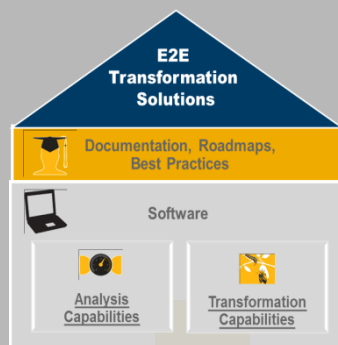 E2E
Transformation
Solutions
Documentation, Roadmaps,
Best Practices
Software
Analysis
Capabilities
Transformation
Capabilities